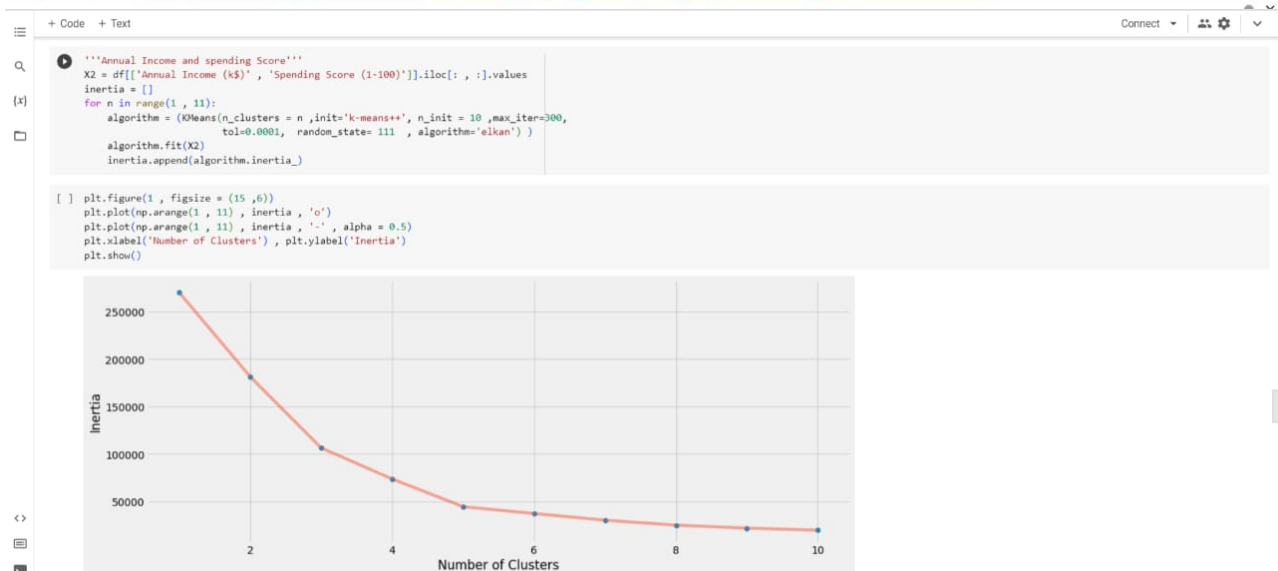 + Code + Text
Connect
{x}
'''Annual Income and spending Score'''
X2 = df[['Annual Income (k$)' , 'Spending Score (1-100)']].iloc[: , :].values
inertia = []
for n in range(1 , 11):
    algorithm = (KMeans(n_clusters = n ,init='k-means++', n_init = 10 ,max_iter=300,
                        tol=0.0001,  random_state= 111  , algorithm='elkan') )
    algorithm.fit(X2)
    inertia.append(algorithm.inertia_)
[ ] plt.figure(1 , figsize = (15 ,6))
plt.plot(np.arange(1 , 11) , inertia , 'o')
plt.plot(np.arange(1 , 11) , inertia , '-' , alpha = 0.5)
plt.xlabel('Number of Clusters') , plt.ylabel('Inertia')
plt.show()
250000
200000
150000
100000
50000
Inertia
2 4 6 8 10
Number of Clusters